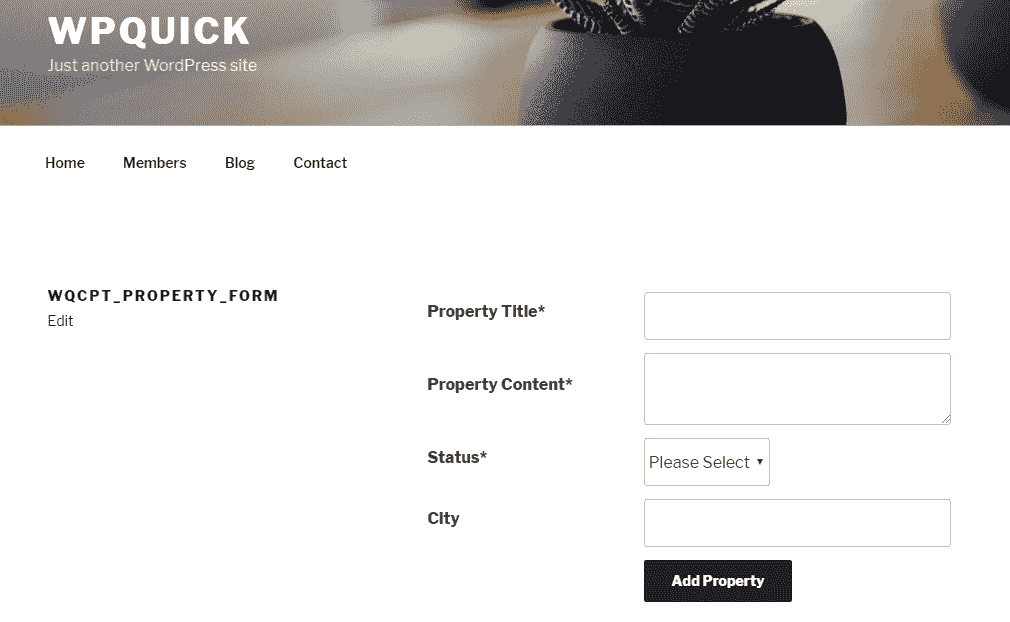 WPQUICK
Just another WordPress site
Home Members Blog Contact
WQCPT_PROPERTY_FORM
Edit
Property Title*
Property Content*
Status* Please Select
City
Add Property